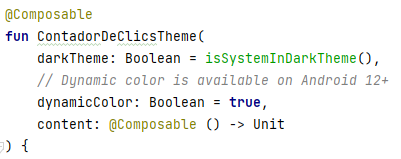 @Composable
fun ContadorDeClicsTheme(
    darkTheme: Boolean = isSystemInDarkTheme(),
    // Dynamic color is available on Android 12+
    dynamicColor: Boolean = true,
    content: @Composable () -> Unit
) {